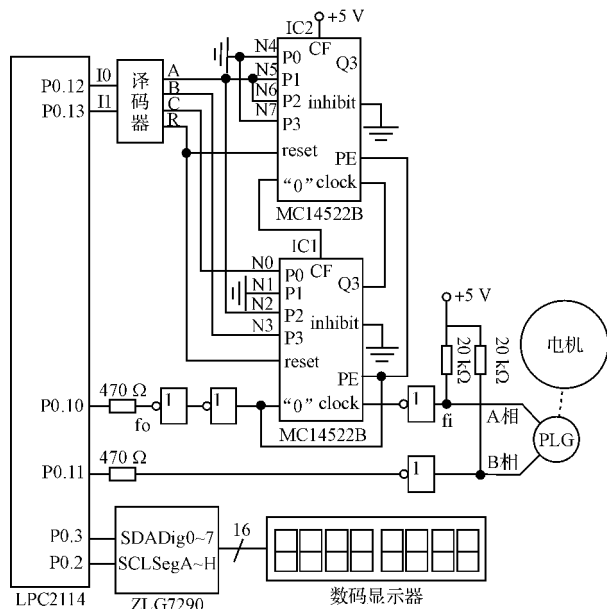 +5 V
IC2
CF
N4 P0
Q3
N5 P1
N6 P2
N7 P3
inhibit
reset
PE
"0" clock
MC14522B
P0.12 I0
P0.13 I1
译码器
A
B
C
R
IC1
CF
N0 P0
Q3
N1 P1
N2 P2
N3 P3
inhibit
reset
PE
"0" clock
MC14522B
+5 V
20 kΩ
20 kΩ
电机
P0.10
470 Ω
fo
1
1
1
fi
A相
PLG
P0.11
470 Ω
1
B相
P0.3
P0.2
SDADig0~7
SCLSegA~H
16
LPC2114
ZLG7290
数码显示器